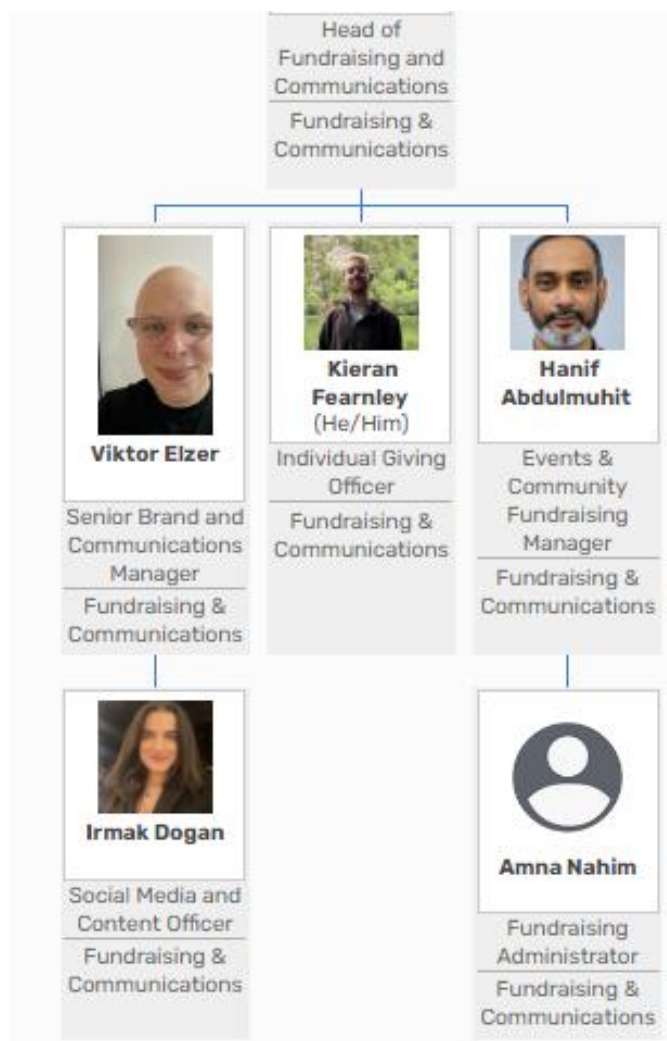 Head of
Fundraising and
Communications
Fundraising &
Communications
Viktor Elzer
Senior Brand and
Communications
Manager
Fundraising &
Communications
Kieran
Fearnley
(He/Him)
Individual Giving
Officer
Fundraising &
Communications
Hanif
Abdulmuhit
Events &
Community
Fundraising
Manager
Fundraising &
Communications
Irmak Dogan
Social Media and
Content Officer
Fundraising &
Communications
Amna Nahim
Fundraising
Administrator
Fundraising &
Communications